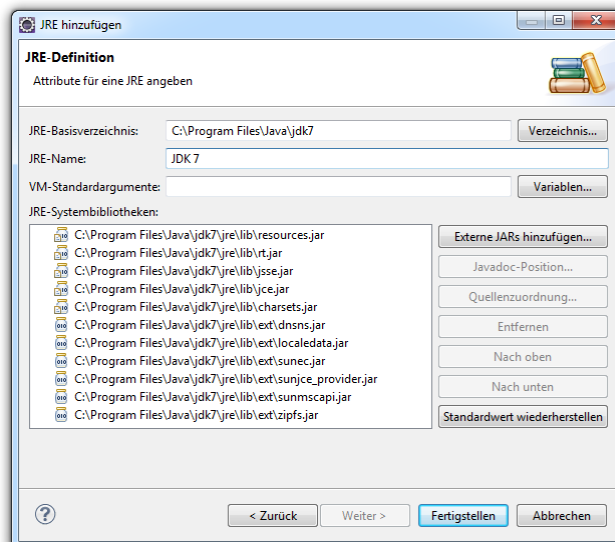 JRE hinzufügen
JRE-Definition
Attribute für eine JRE angeben
JRE-Basisverzeichnis: C:\Program Files\Java\jdk7 Verzeichnis...
JRE-Name: JDK 7
VM-Standardargumente: Variablen...
JRE-Systembibliotheken:
C:\Program Files\Java\jdk7\jre\lib\resources.jar
C:\Program Files\Java\jdk7\jre\lib\rt.jar
C:\Program Files\Java\jdk7\jre\lib\jsse.jar
C:\Program Files\Java\jdk7\jre\lib\jce.jar
C:\Program Files\Java\jdk7\jre\lib\charsets.jar
C:\Program Files\Java\jdk7\jre\lib\ext\dnsns.jar
C:\Program Files\Java\jdk7\jre\lib\ext\localedata.jar
C:\Program Files\Java\jdk7\jre\lib\ext\sunec.jar
C:\Program Files\Java\jdk7\jre\lib\ext\sunjce_provider.jar
C:\Program Files\Java\jdk7\jre\lib\ext\sunmscapi.jar
C:\Program Files\Java\jdk7\jre\lib\ext\zipfs.jar
Externe JARs hinzufügen...
Javadoc-Position...
Quellenzuordnung...
Entfernen
Nach oben
Nach unten
Standardwert wiederherstellen
? < Zurück Weiter > Fertigstellen Abbrechen